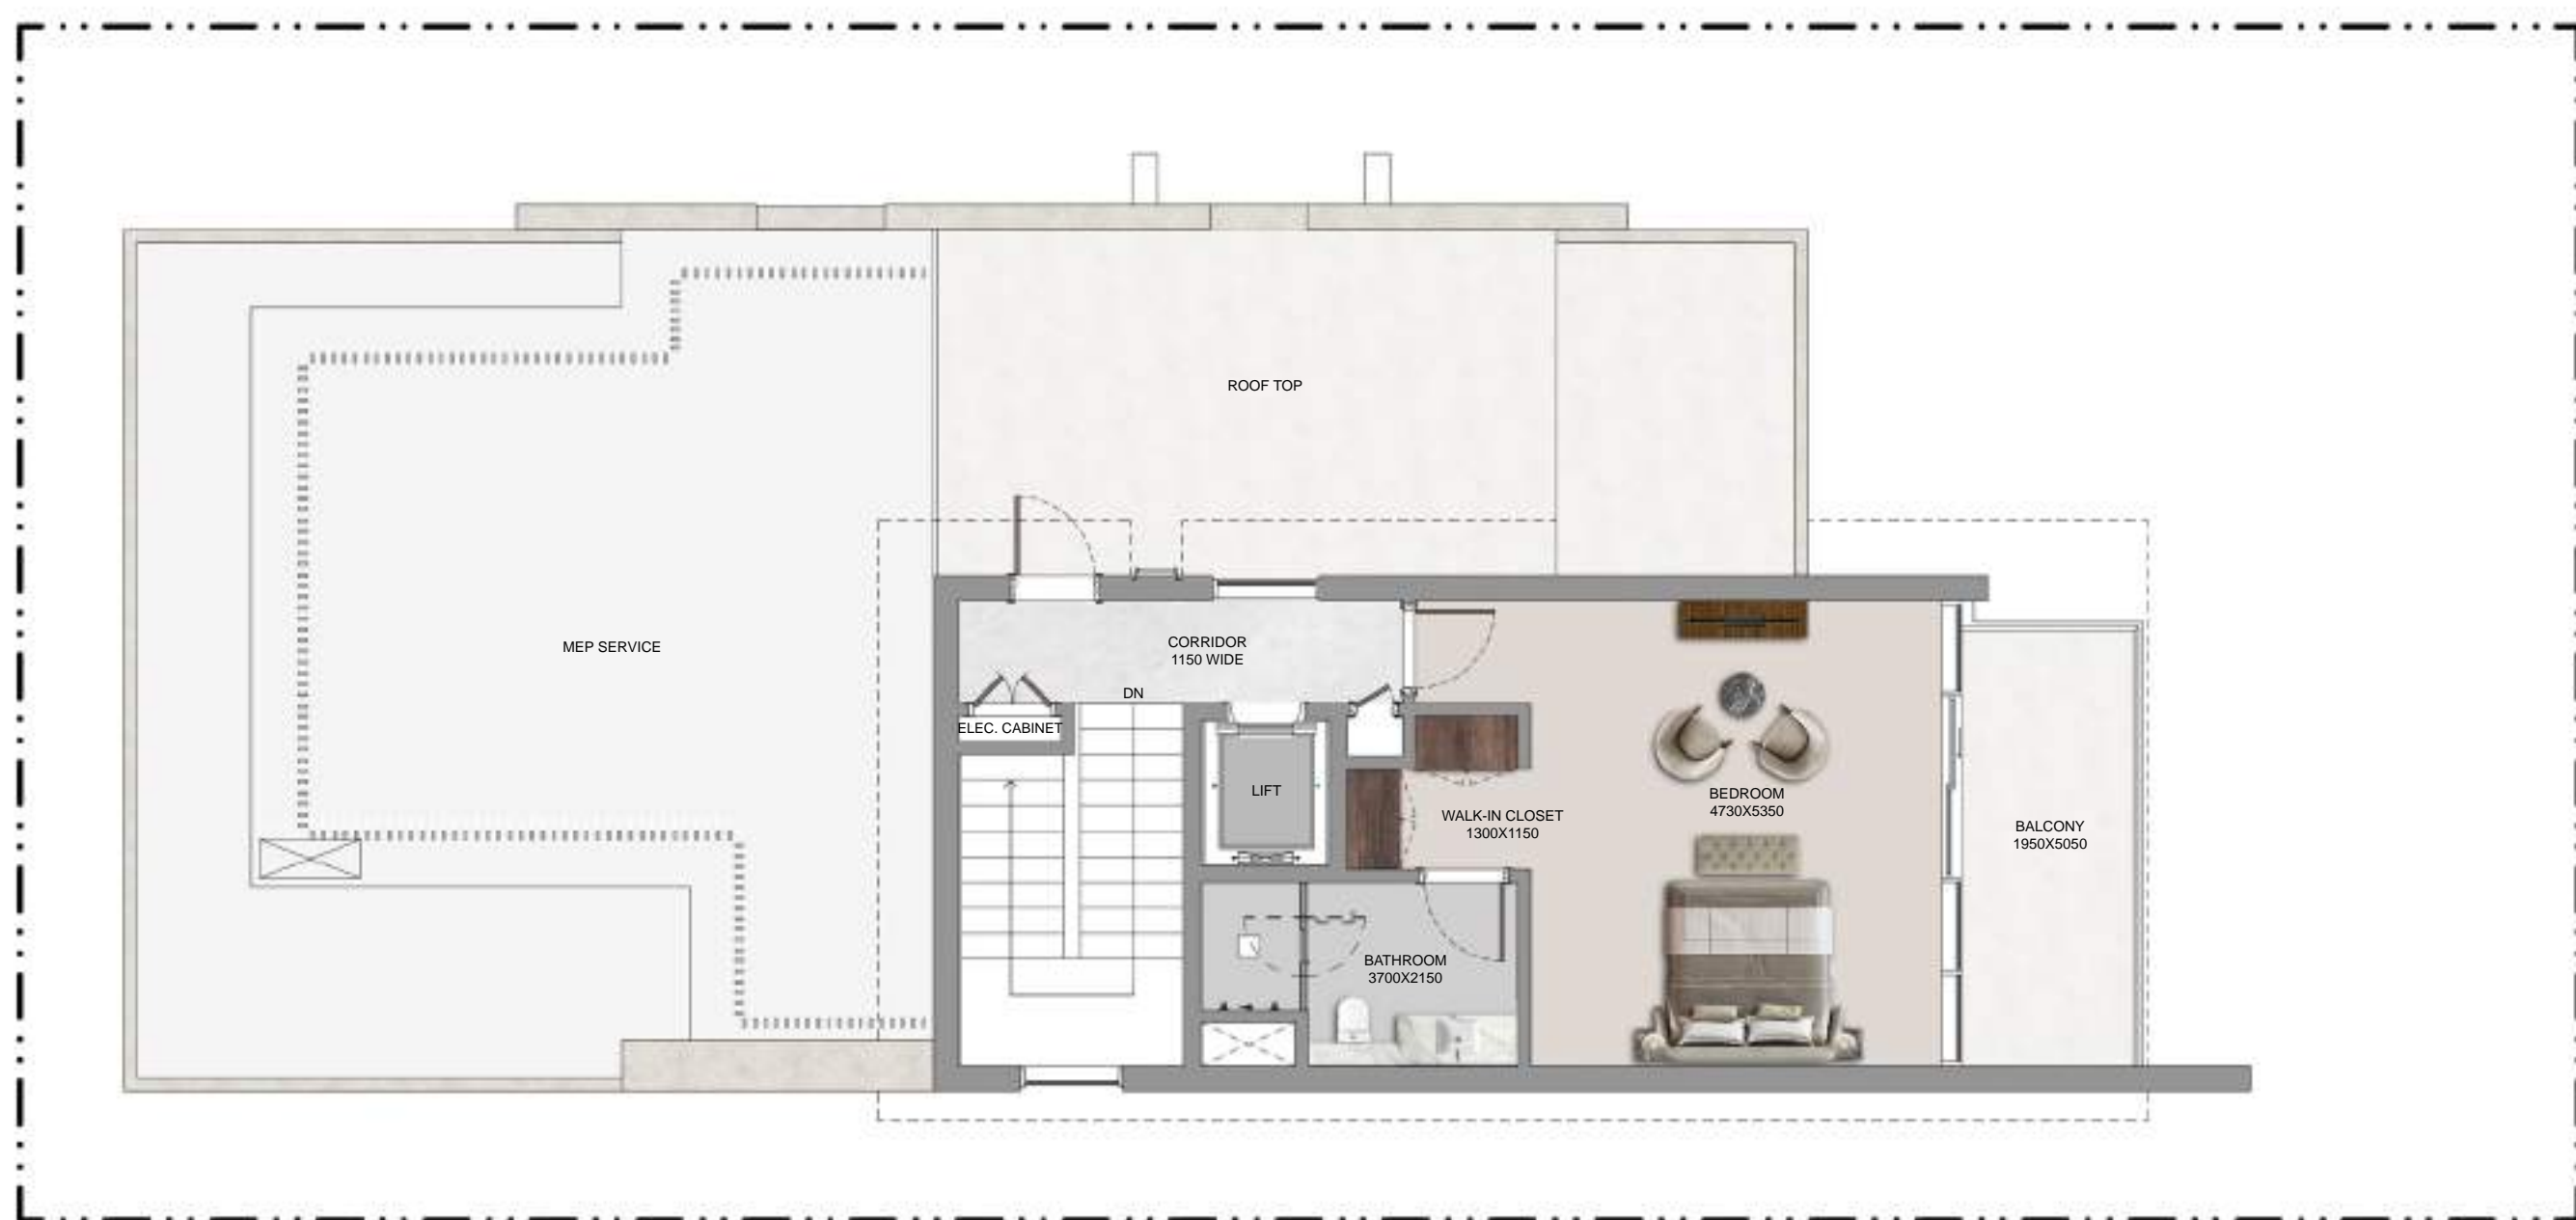 ROOF TOP
MEP SERVICE
CORRIDOR
1150 WIDE
DN
ELEC. CABINET
LIFT
WALK-IN CLOSET
1300X1150
BEDROOM
4730X5350
BALCONY
1950X5050
BATHROOM
3700X2150